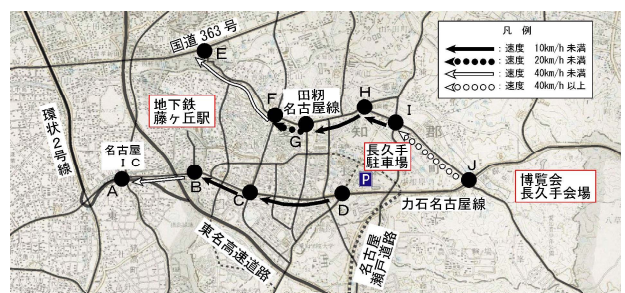 凡 例
:速度 10km/h 未満
:速度 20km/h 未満
:速度 40km/h 未満
:速度 40km/h 以上
国道 363 号
E
地下鉄
藤ヶ丘駅
F
田籾
名古屋線
G
H
I
知
郡
長久手
駐車場
環状2号線
名古屋
IC
A
B
C
D
P
J
力石名古屋線
博覧会
長久手会場
東名高速道路
名古屋
瀬戸道路